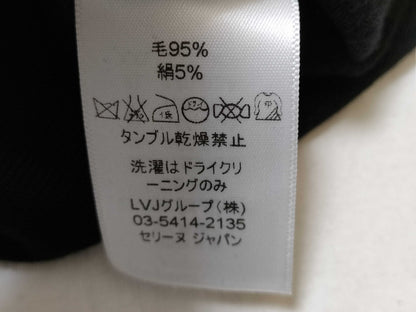 毛95%
絹5%
タンブル乾燥禁止
洗濯はドライクリ
ーニングのみ
LVJグループ(株)
03-5414-2135
セリーヌ ジャパン